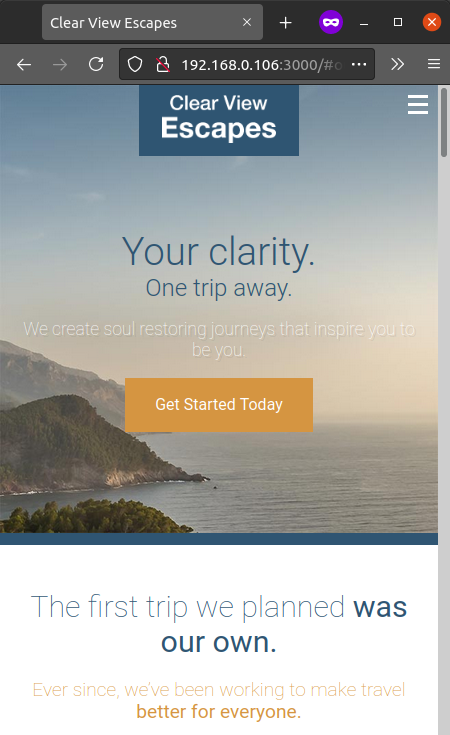 Clear View Escapes
192.168.0.106:3000/#
Clear View
Escapes
Your clarity.
One trip away.
We create soul restoring journeys that inspire you to
be you.
Get Started Today
The first trip we planned was
our own.
Ever since, we’ve been working to make travel
better for everyone.